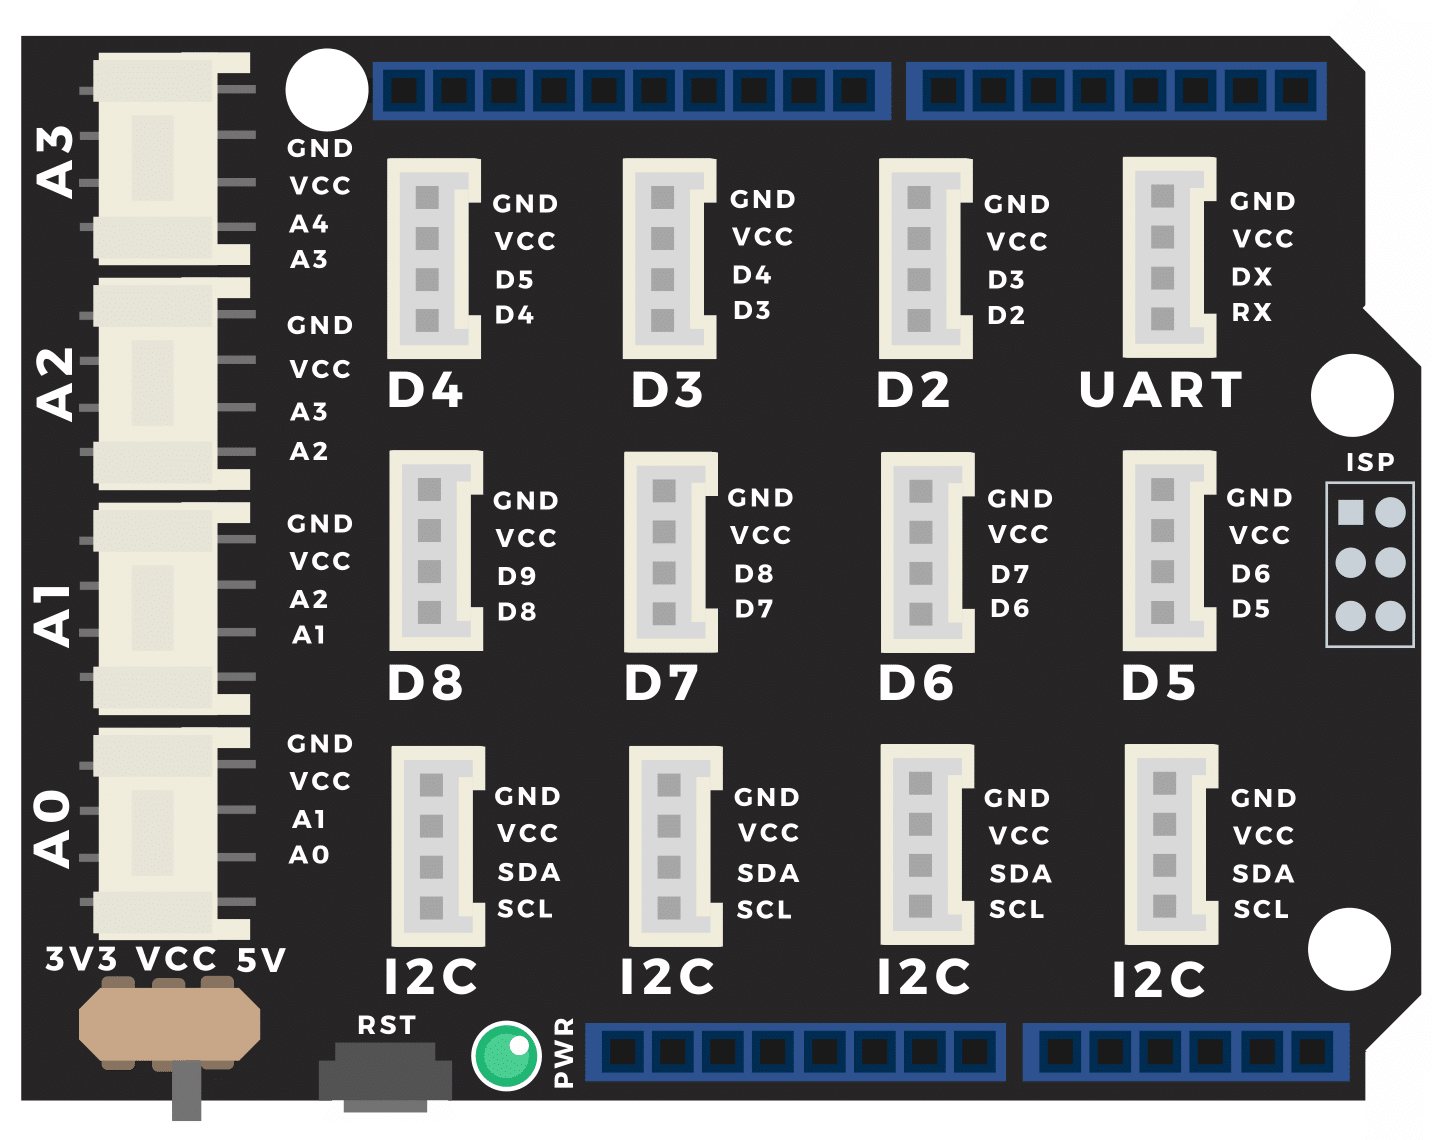 A3
GND
VCC
A4
A3
A2
GND
VCC
A3
A2
A1
GND
VCC
A2
A1
A0
GND
VCC
A1
A0
3V3 VCC 5V
GND
VCC
D5
D4
D4
GND
VCC
D4
D3
D3
GND
VCC
D3
D2
D2
GND
VCC
DX
RX
UART
GND
VCC
D9
D8
D8
GND
VCC
D8
D7
D7
GND
VCC
D7
D6
D6
GND
VCC
D6
D5
D5
ISP
GND
VCC
SDA
SCL
I2C
GND
VCC
SDA
SCL
I2C
GND
VCC
SDA
SCL
I2C
GND
VCC
SDA
SCL
I2C
RST
PWR